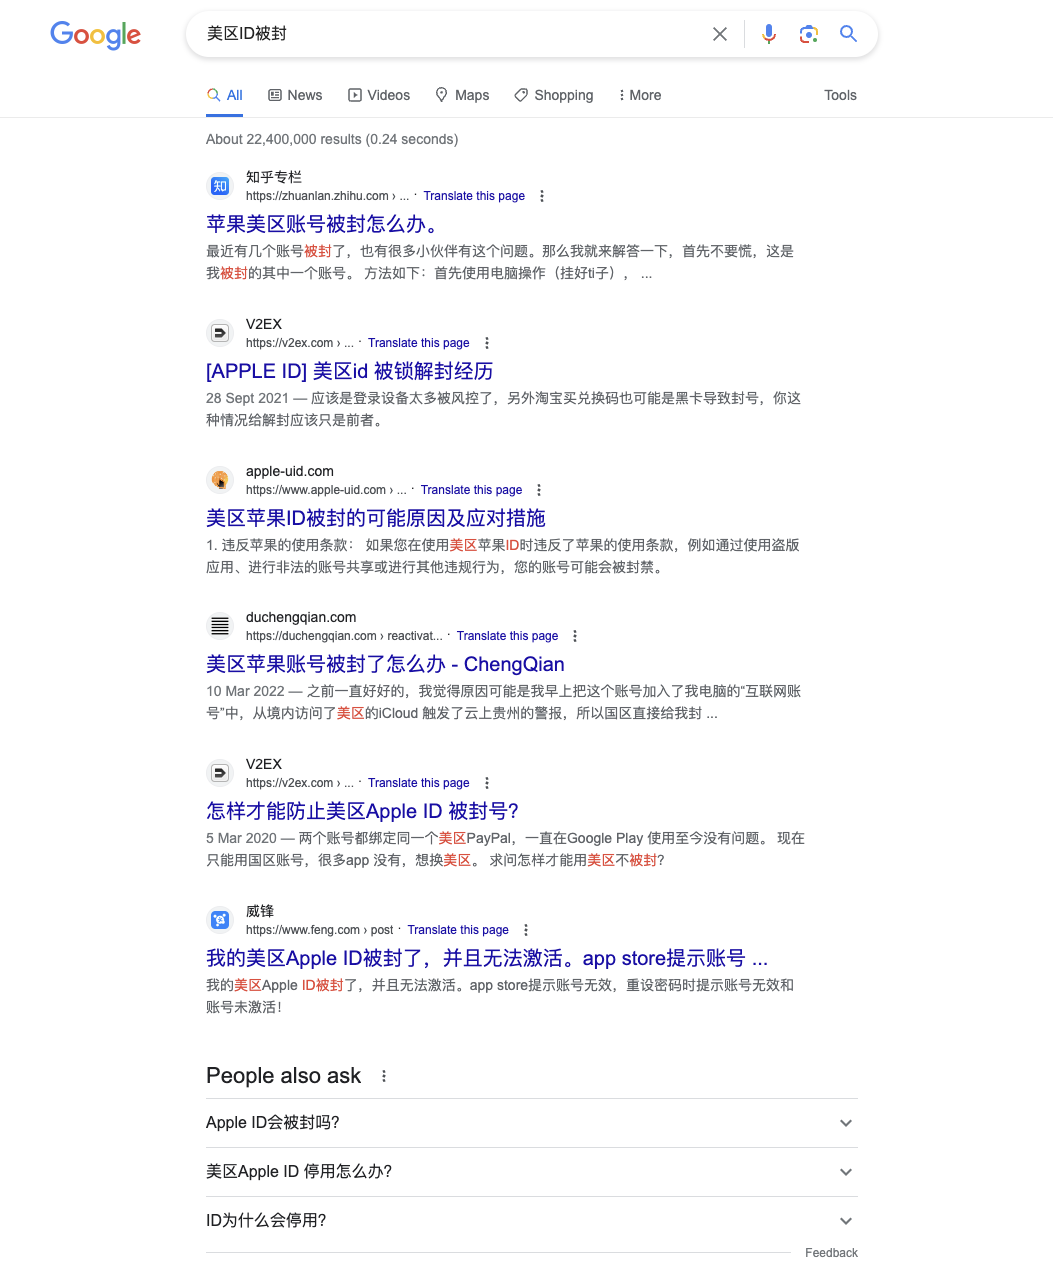 Google
美区ID被封
All
News
Videos
Maps
Shopping
More
Tools
About 22,400,000 results (0.24 seconds)
知
知乎专栏
https://zhuanlan.zhihu.com › ... · Translate this page
苹果美区账号被封怎么办。
最近有几个账号被封了，也有很多小伙伴有这个问题。那么我就来解答一下，首先不要慌，这是
我被封的其中一个账号。 方法如下：首先使用电脑操作（挂好ti子）， ...
V2EX
https://v2ex.com › ... · Translate this page
[APPLE ID] 美区id 被锁解封经历
28 Sept 2021 — 应该是登录设备太多被风控了，另外淘宝买兑换码也可能是黑卡导致封号，你这
种情况给解封应该只是前者。
apple-uid.com
https://www.apple-uid.com › ... · Translate this page
美区苹果ID被封的可能原因及应对措施
1. 违反苹果的使用条款： 如果您在使用美区苹果ID时违反了苹果的使用条款，例如通过使用盗版
应用、进行非法的账号共享或进行其他违规行为，您的账号可能会被封禁。
duchengqian.com
https://duchengqian.com › reactivat... · Translate this page
美区苹果账号被封了怎么办 - ChengQian
10 Mar 2022 — 之前一直好好的，我觉得原因可能是我早上把这个账号加入了我电脑的“互联网账
号”中，从境内访问了美区的iCloud 触发了云上贵州的警报，所以国区直接给我封 ...
V2EX
https://v2ex.com › ... · Translate this page
怎样才能防止美区Apple ID 被封号?
5 Mar 2020 — 两个账号都绑定同一个美区PayPal，一直在Google Play 使用至今没有问题。 现在
只能用国区账号，很多app 没有，想换美区。 求问怎样才能用美区不被封?
威锋
https://www.feng.com › post · Translate this page
我的美区Apple ID被封了，并且无法激活。app store提示账号 ...
我的美区Apple ID被封了，并且无法激活。app store提示账号无效，重设密码时提示账号无效和
账号未激活！
People also ask
Apple ID会被封吗?
美区Apple ID 停用怎么办?
ID为什么会停用?
Feedback